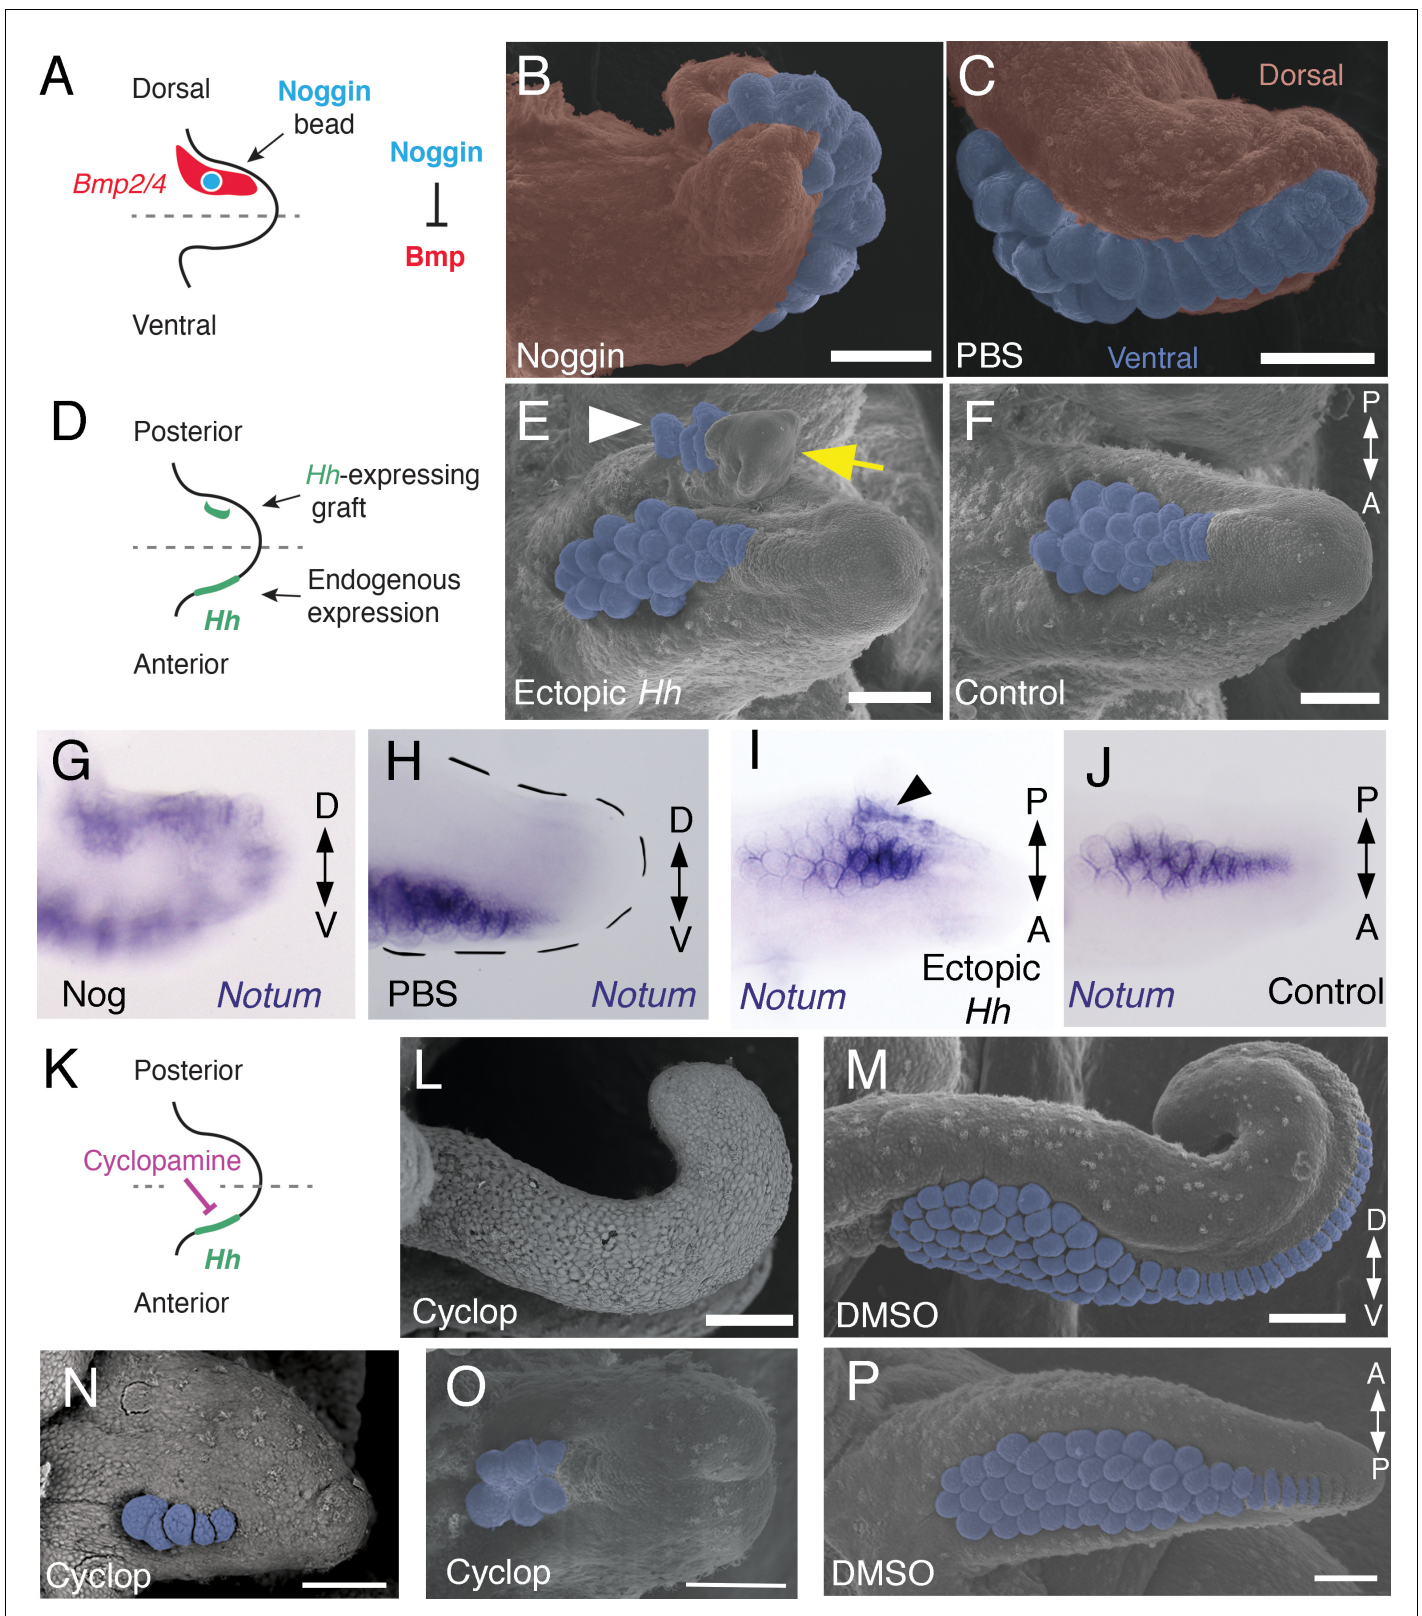 A
Dorsal
Noggin
bead
Bmp2/4
Noggin
Bmp
Ventral
B
Noggin
C
Dorsal
PBS
Ventral
D
Posterior
Hh-expressing
graft
Endogenous
expression
Hh
Anterior
E
Ectopic Hh
F
P
A
Control
G
D
V
Nog
Notum
H
D
V
PBS
Notum
I
P
A
Ectopic
Hh
Notum
J
P
A
Notum
Control
K
Posterior
Cyclopamine
Hh
Anterior
L
Cyclop
M
D
V
DMSO
N
Cyclop
O
Cyclop
P
A
P
DMSO